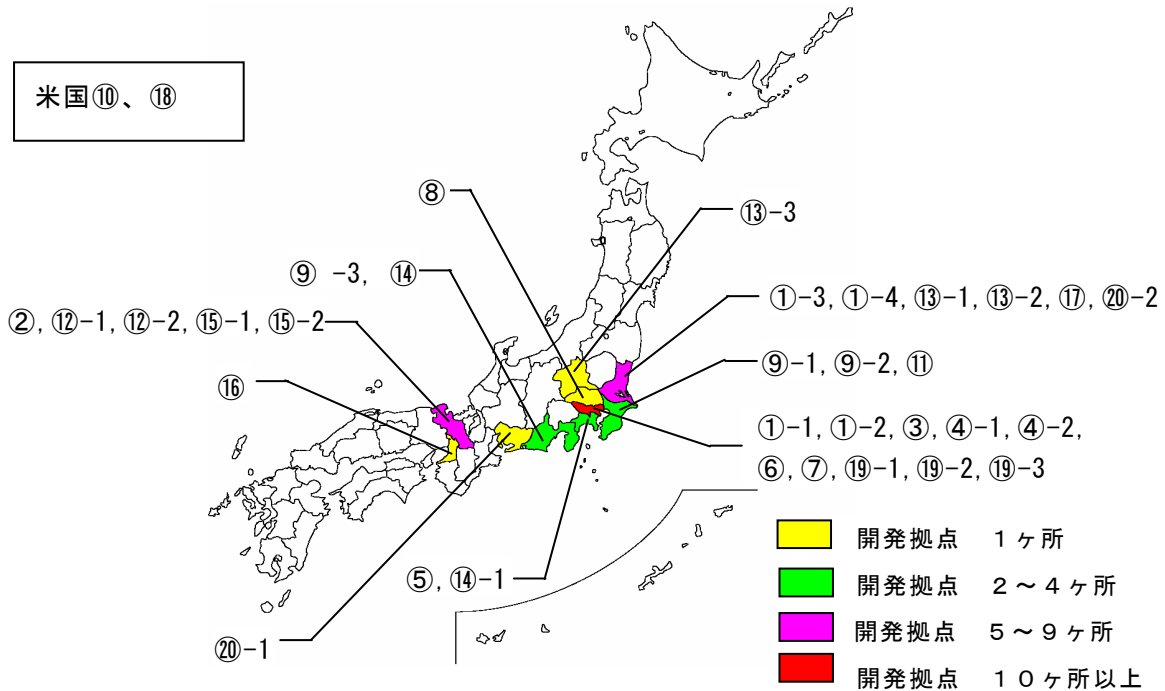 米国⑩、⑱
⑧
⑬-3
⑨ -3, ⑭
①-3, ①-4, ⑬-1, ⑬-2, ⑰, ⑳-2
②, ⑫-1, ⑫-2, ⑮-1, ⑮-2
⑨-1, ⑨-2, ⑪
⑯
①-1, ①-2, ③, ④-1, ④-2,
⑥, ⑦, ⑲-1, ⑲-2, ⑲-3
開発拠点 1ヶ所
⑤, ⑭-1
開発拠点 2～4ヶ所
開発拠点 5～9ヶ所
⑳-1
開発拠点 10ヶ所以上